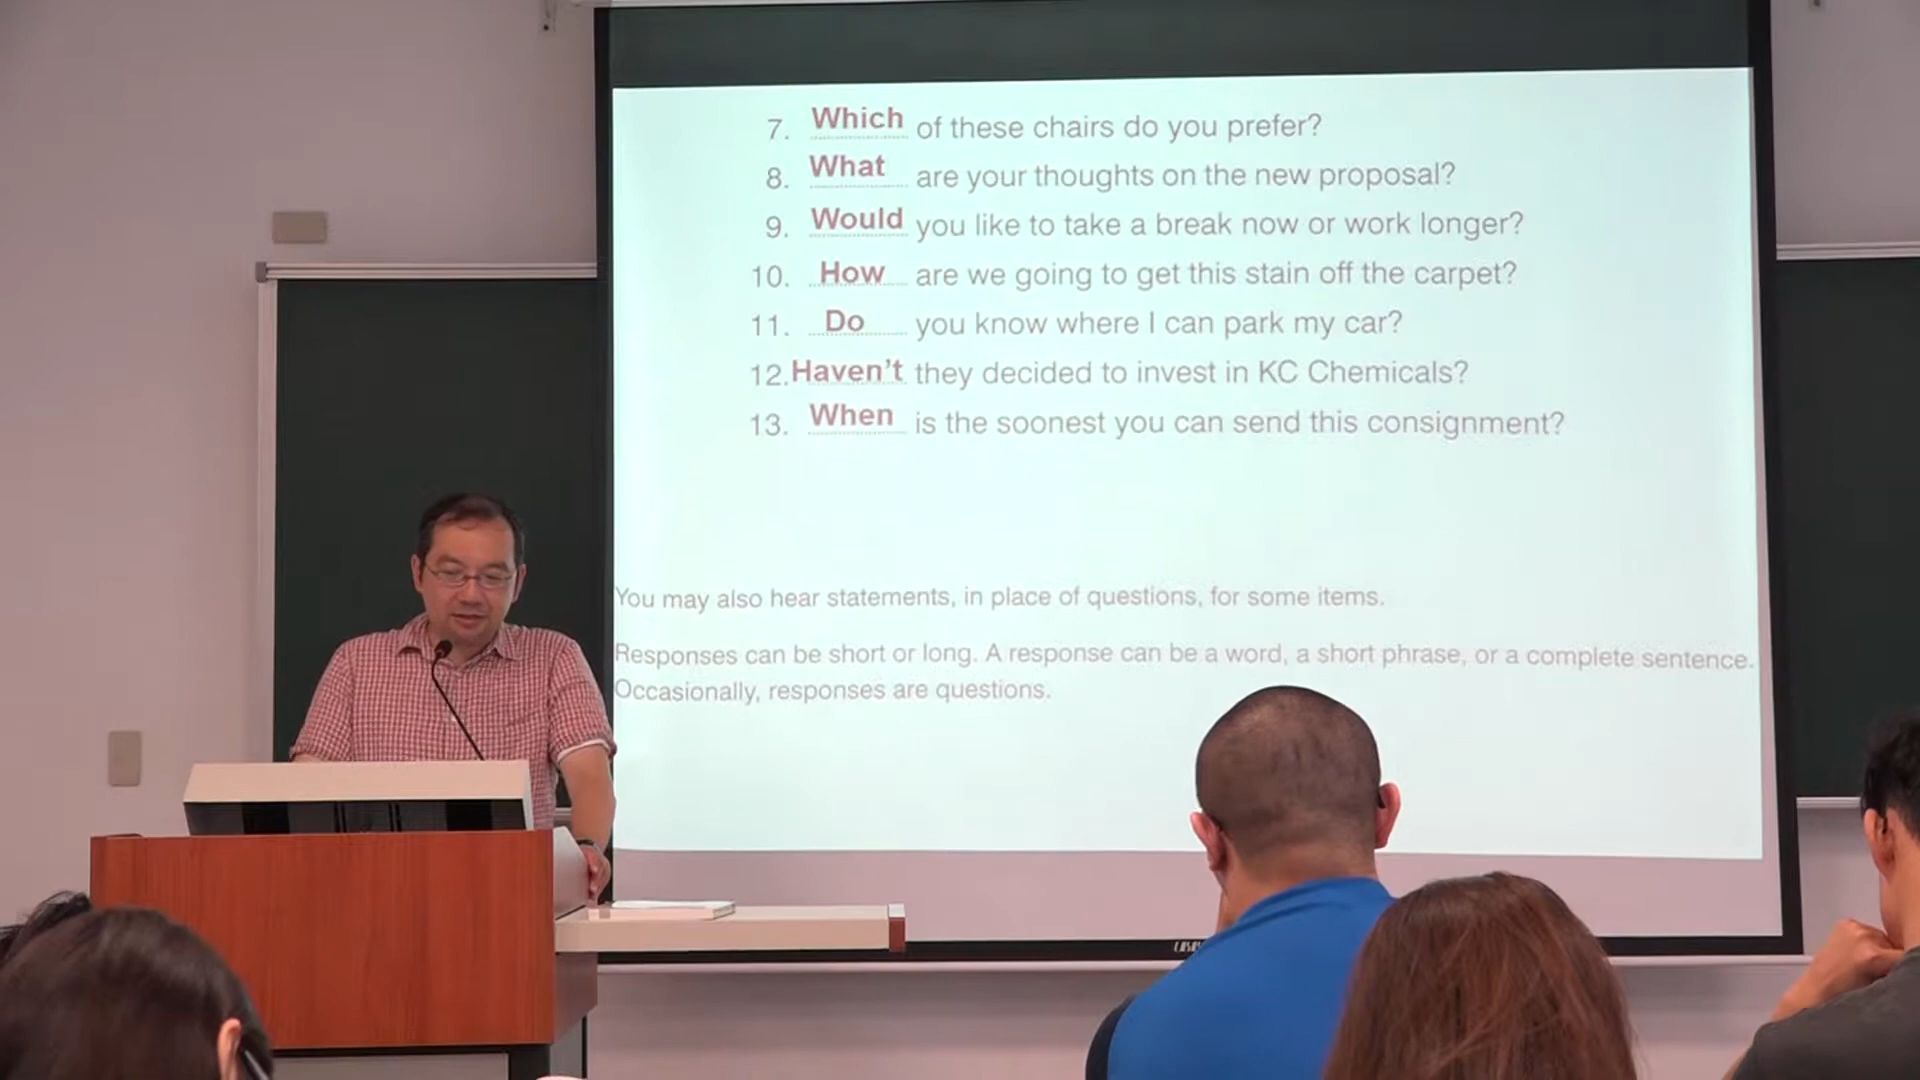 7. Which of these chairs do you prefer?
8. What are your thoughts on the new proposal?
9. Would you like to take a break now or work longer?
10. How are we going to get this stain off the carpet?
11. Do you know where I can park my car?
12. Haven't they decided to invest in KC Chemicals?
13. When is the soonest you can send this consignment?
You may also hear statements, in place of questions, for some items.
Responses can be short or long. A response can be a word, a short phrase, or a complete sentence.
Occasionally, responses are questions.